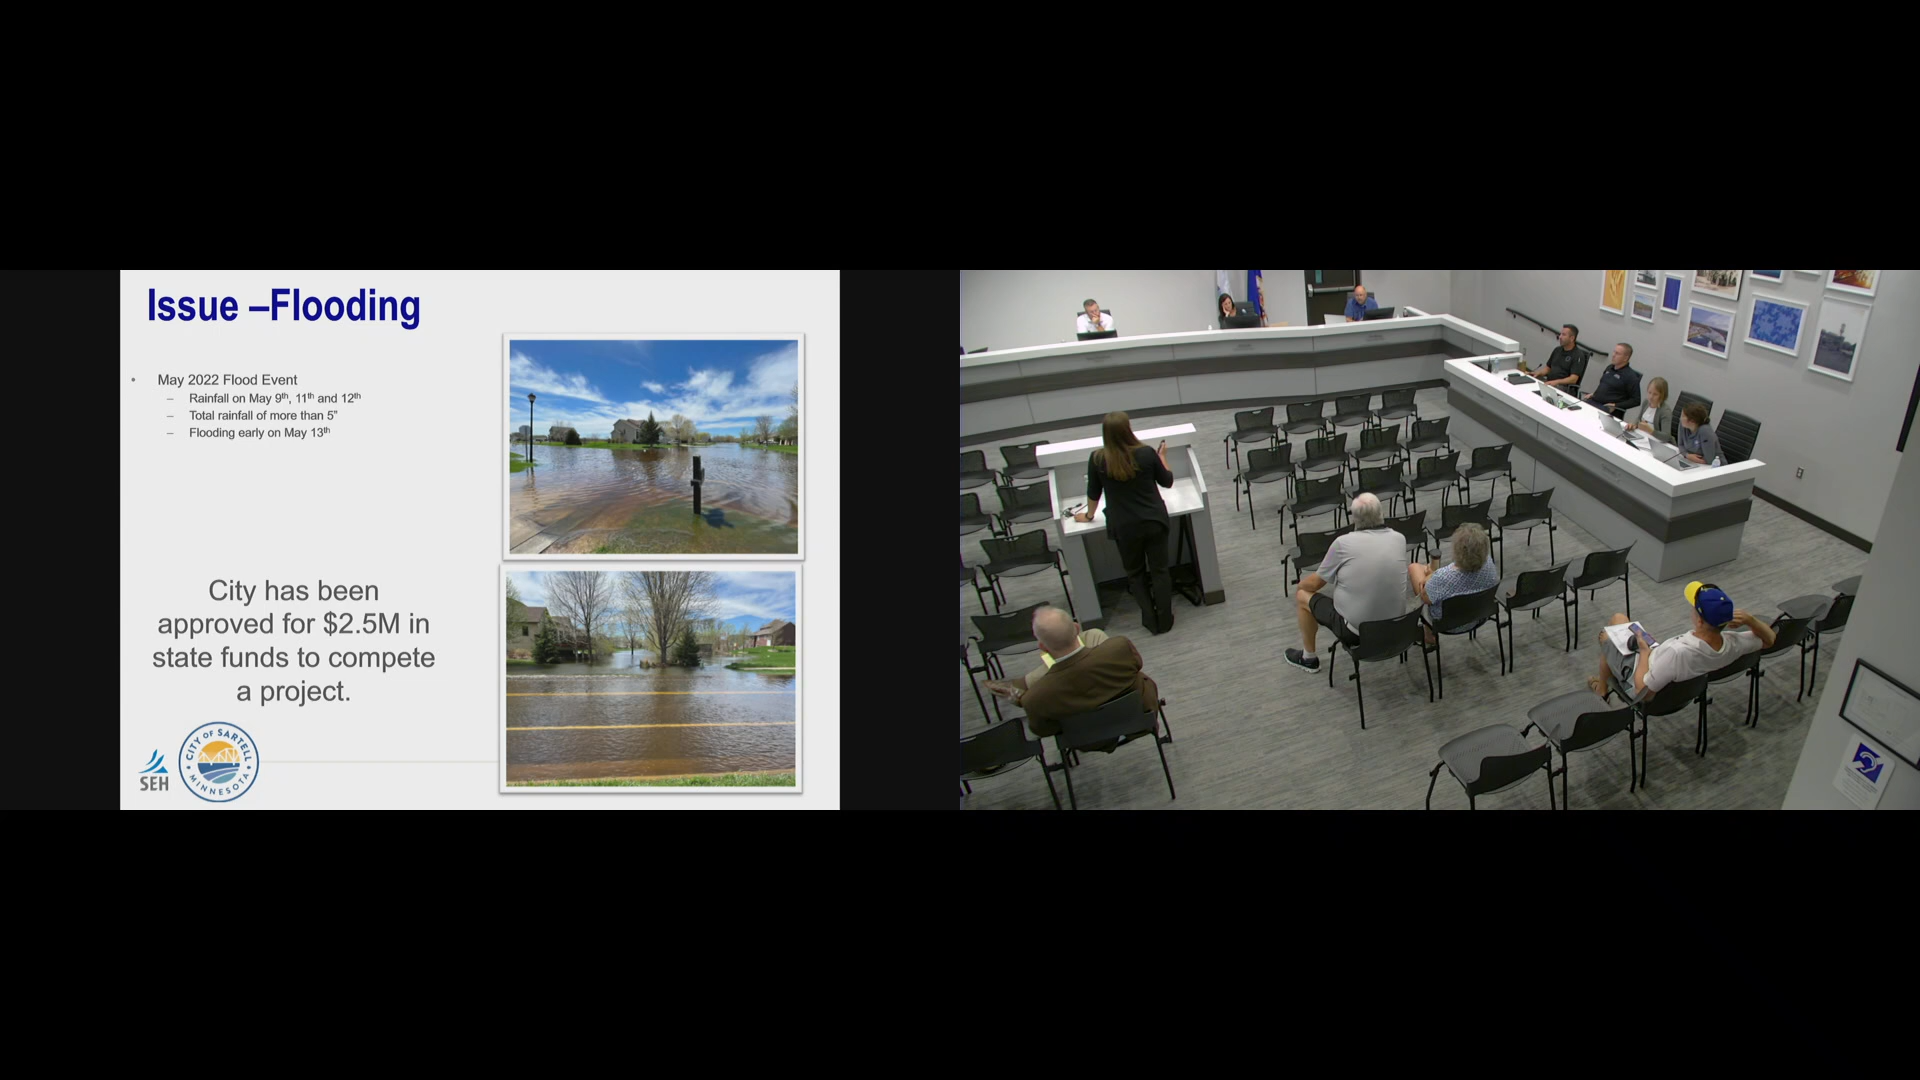 Issue –Flooding
• May 2022 Flood Event
– Rainfall on May 9th, 11th and 12th
– Total rainfall of more than 5"
– Flooding early on May 13th
City has been
approved for $2.5M in
state funds to compete
a project.
SEH
CITY OF SARTELL
MINNESOTA